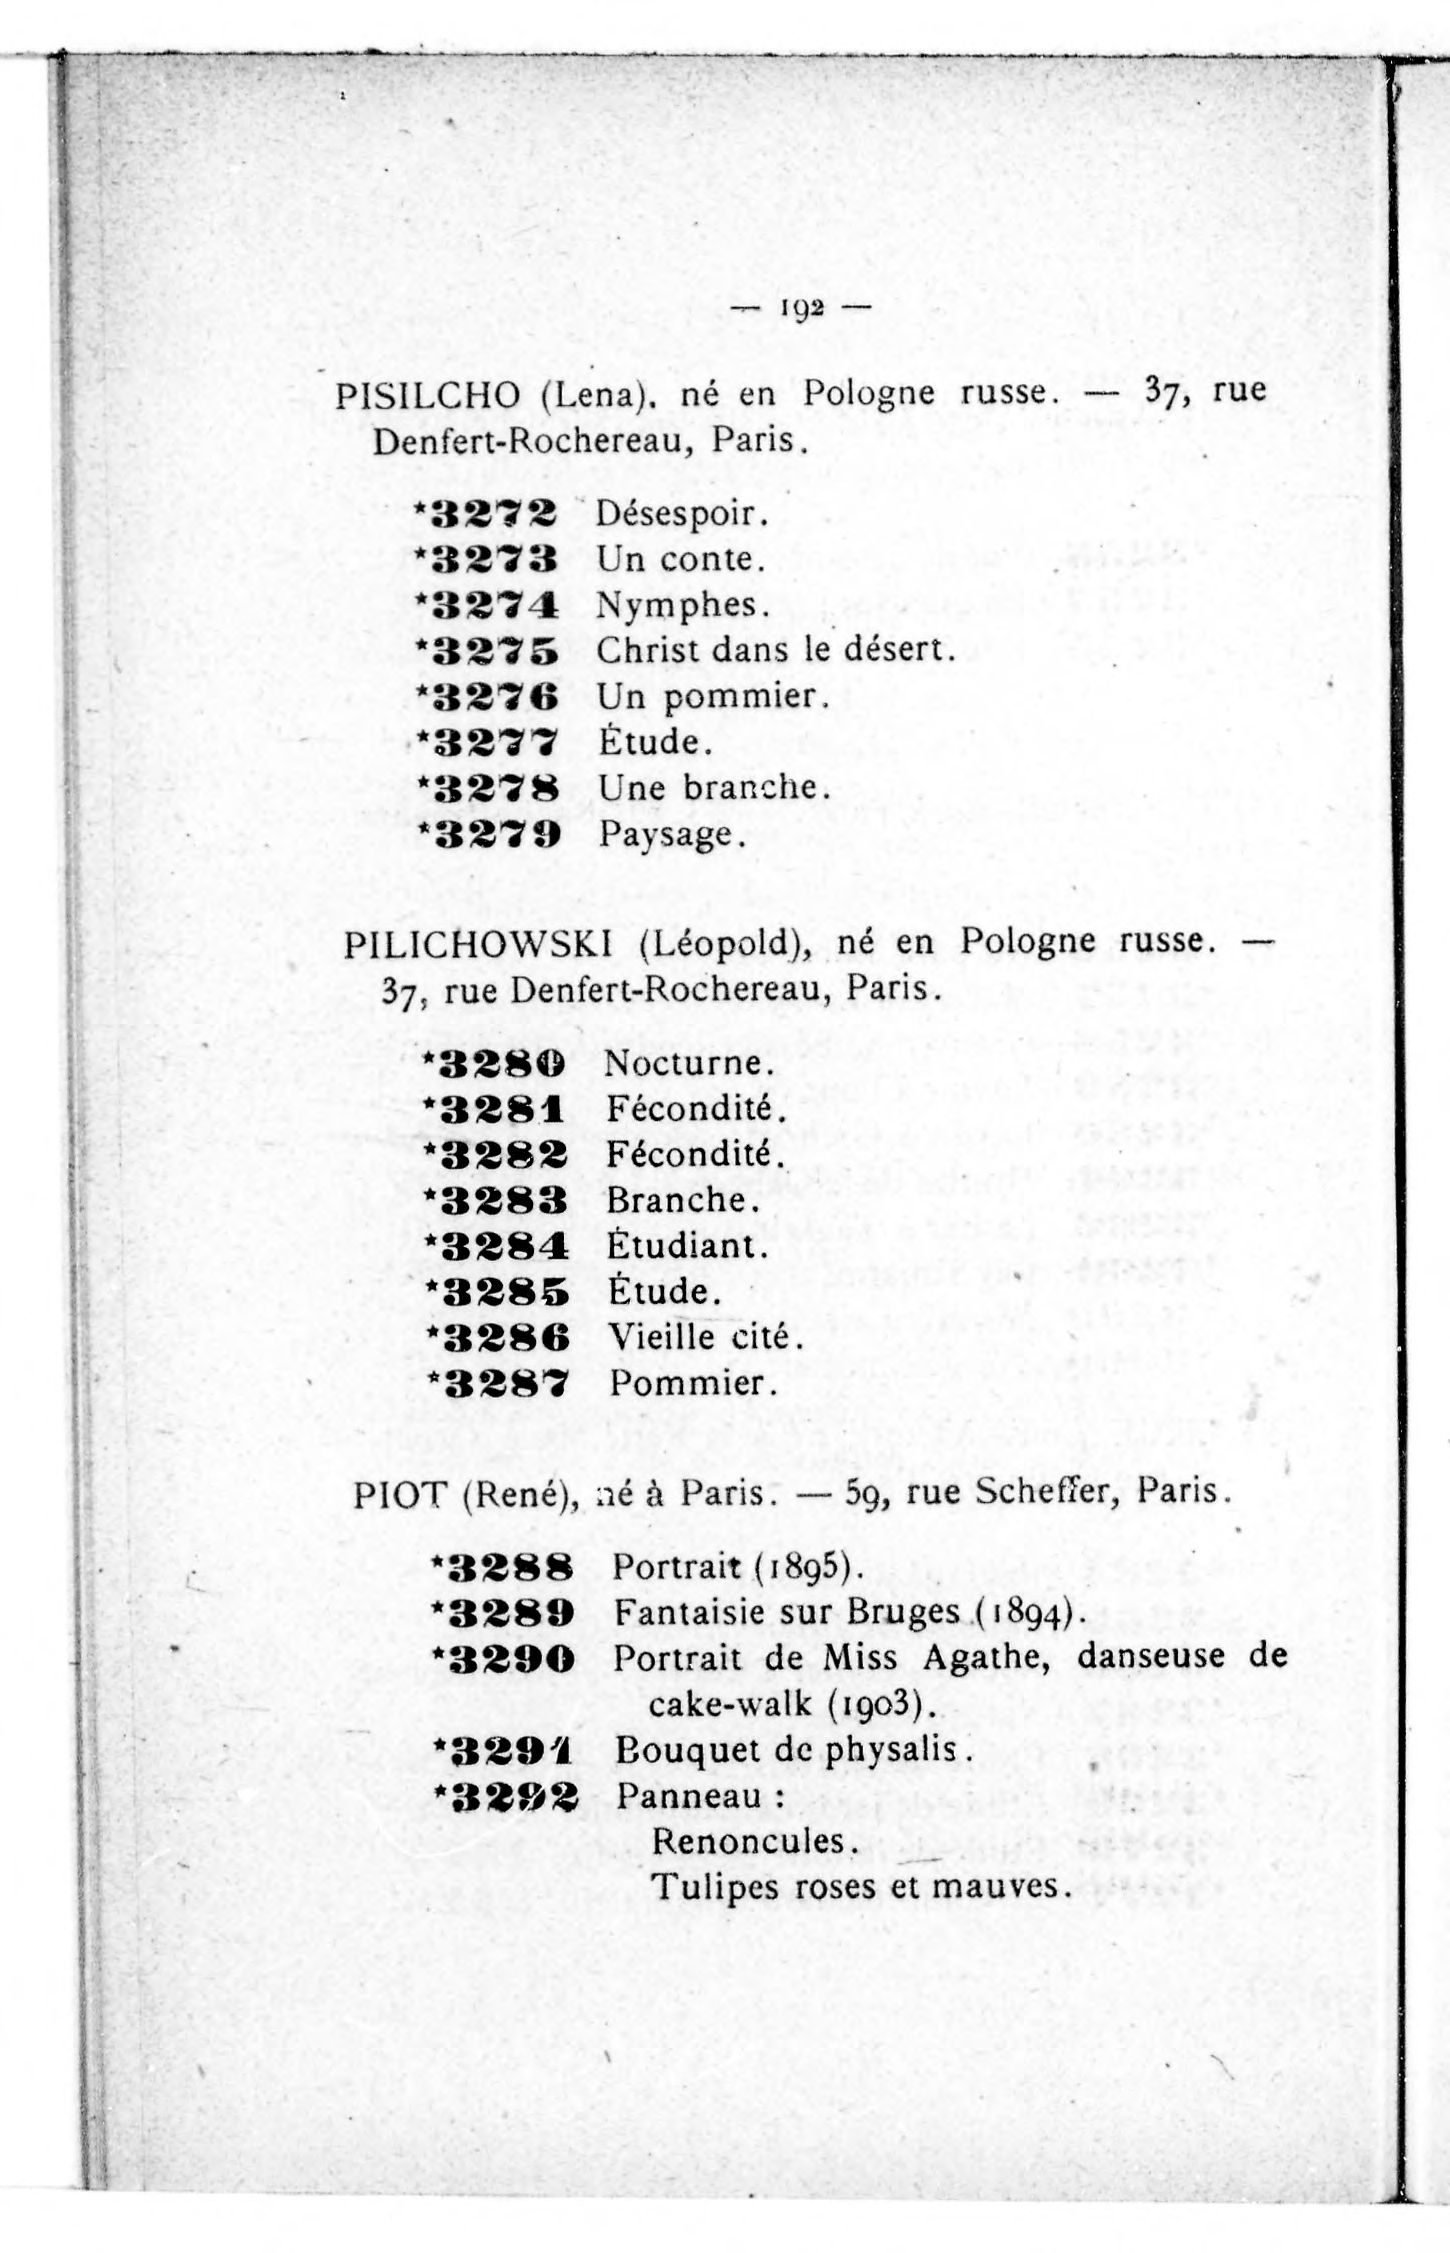 — 192 —
PISILCHO (Lena). né en Pologne russe. — 37, rue
Denfert-Rochereau, Paris.
*3272 Désespoir.
*3273 Un conte.
*3274 Nymphes.
*3275 Christ dans le désert.
*3276 Un pommier.
*3277 Étude.
*3278 Une branche.
*3279 Paysage.
PILICHOWSKI (Léopold), né en Pologne russe. —
37, rue Denfert-Rochereau, Paris.
*3280 Nocturne.
*3281 Fécondité.
*3282 Fécondité.
*3283 Branche.
*3284 Étudiant.
*3285 Étude.
*3286 Vieille cité.
*3287 Pommier.
PIOT (René), né à Paris. — 59, rue Scheffer, Paris.
*3288 Portrait (1895).
*3289 Fantaisie sur Bruges (1894).
*3290 Portrait de Miss Agathe, danseuse de
cake-walk (1903).
*3291 Bouquet de physalis.
*3292 Panneau :
Renoncules.
Tulipes roses et mauves.